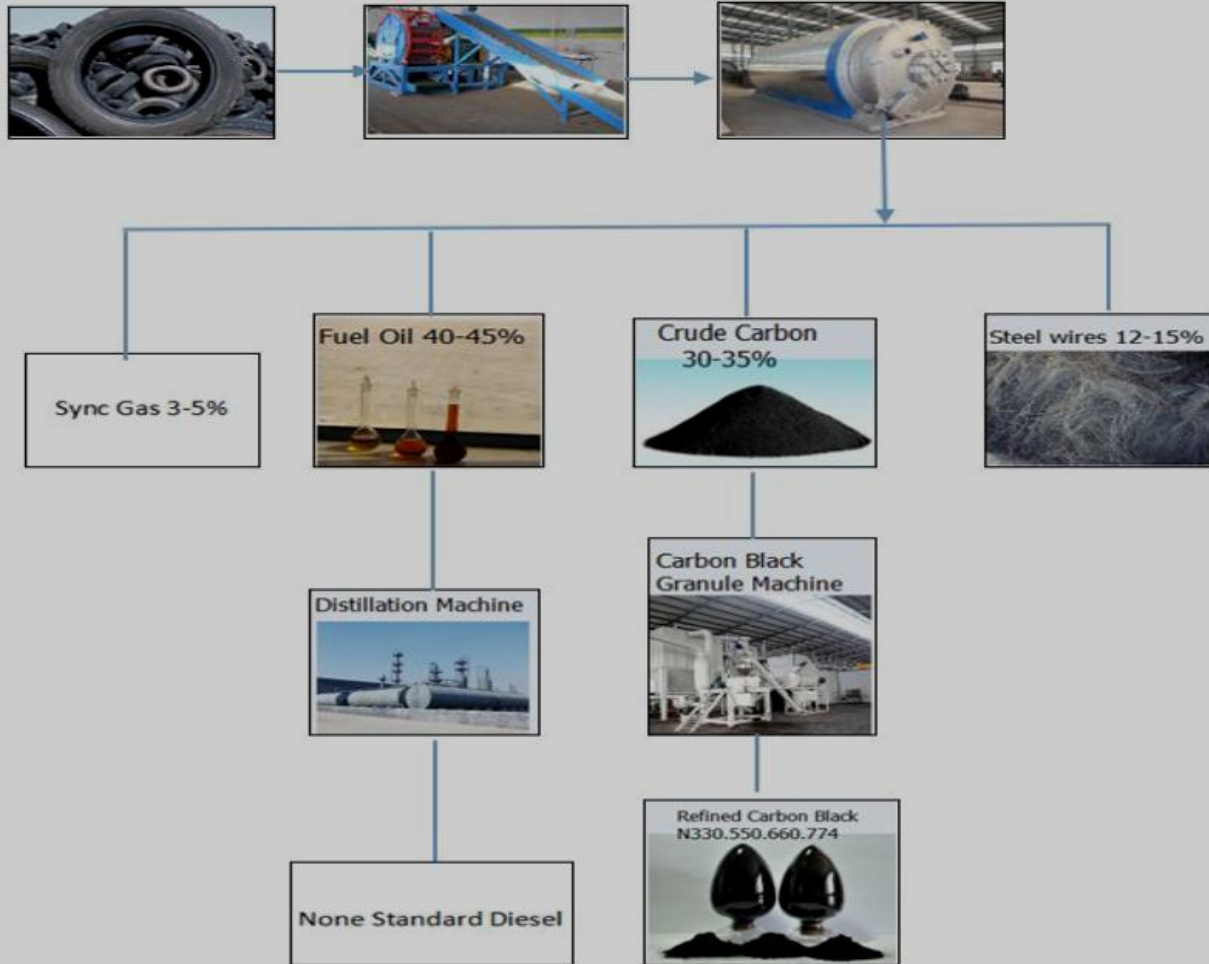 Sync Gas 3-5%
Fuel Oil 40-45%
Crude Carbon
30-35%
Steel wires 12-15%
Distillation Machine
Carbon Black
Granule Machine
None Standard Diesel
Refined Carbon Black
N330.550.660.774